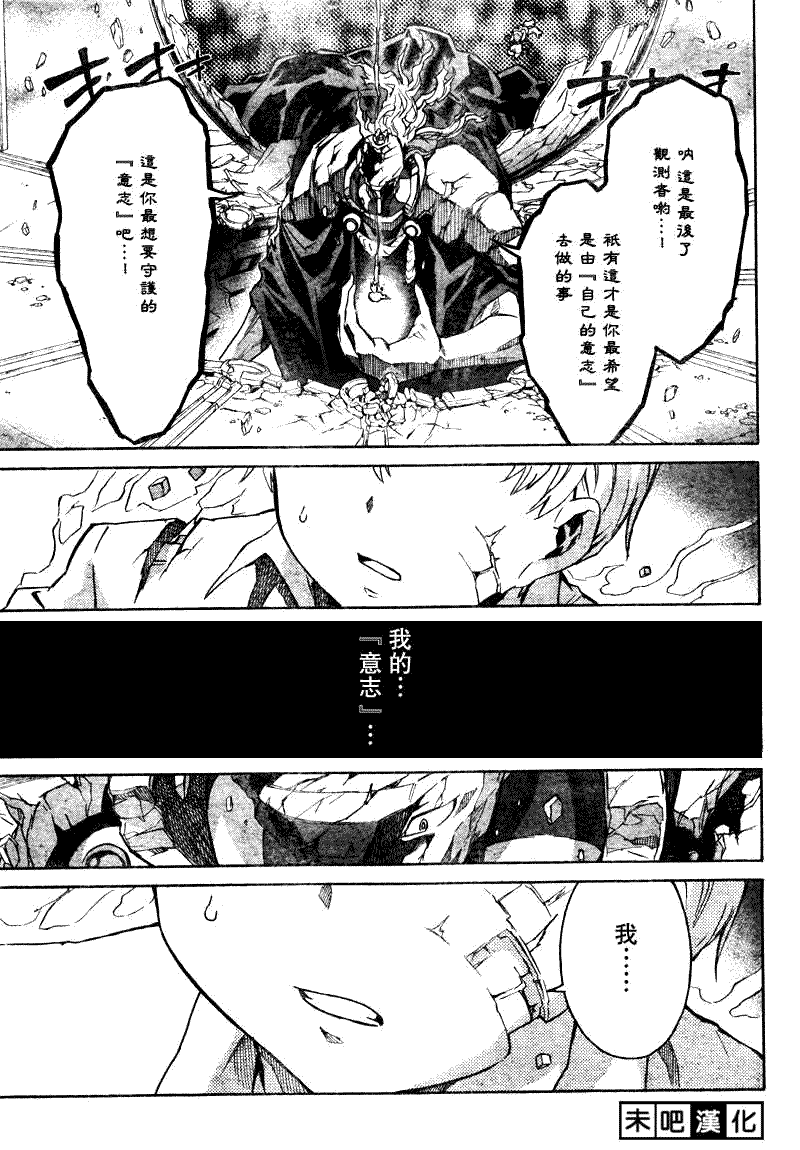 吶 這是最後了
觀測者喲……！
祇有這才是你最希望
是由『自己的意志』
去做的事
這是你最想要守護的
『意志』吧……！
我的…
『意志』…
我……
未吧漢化